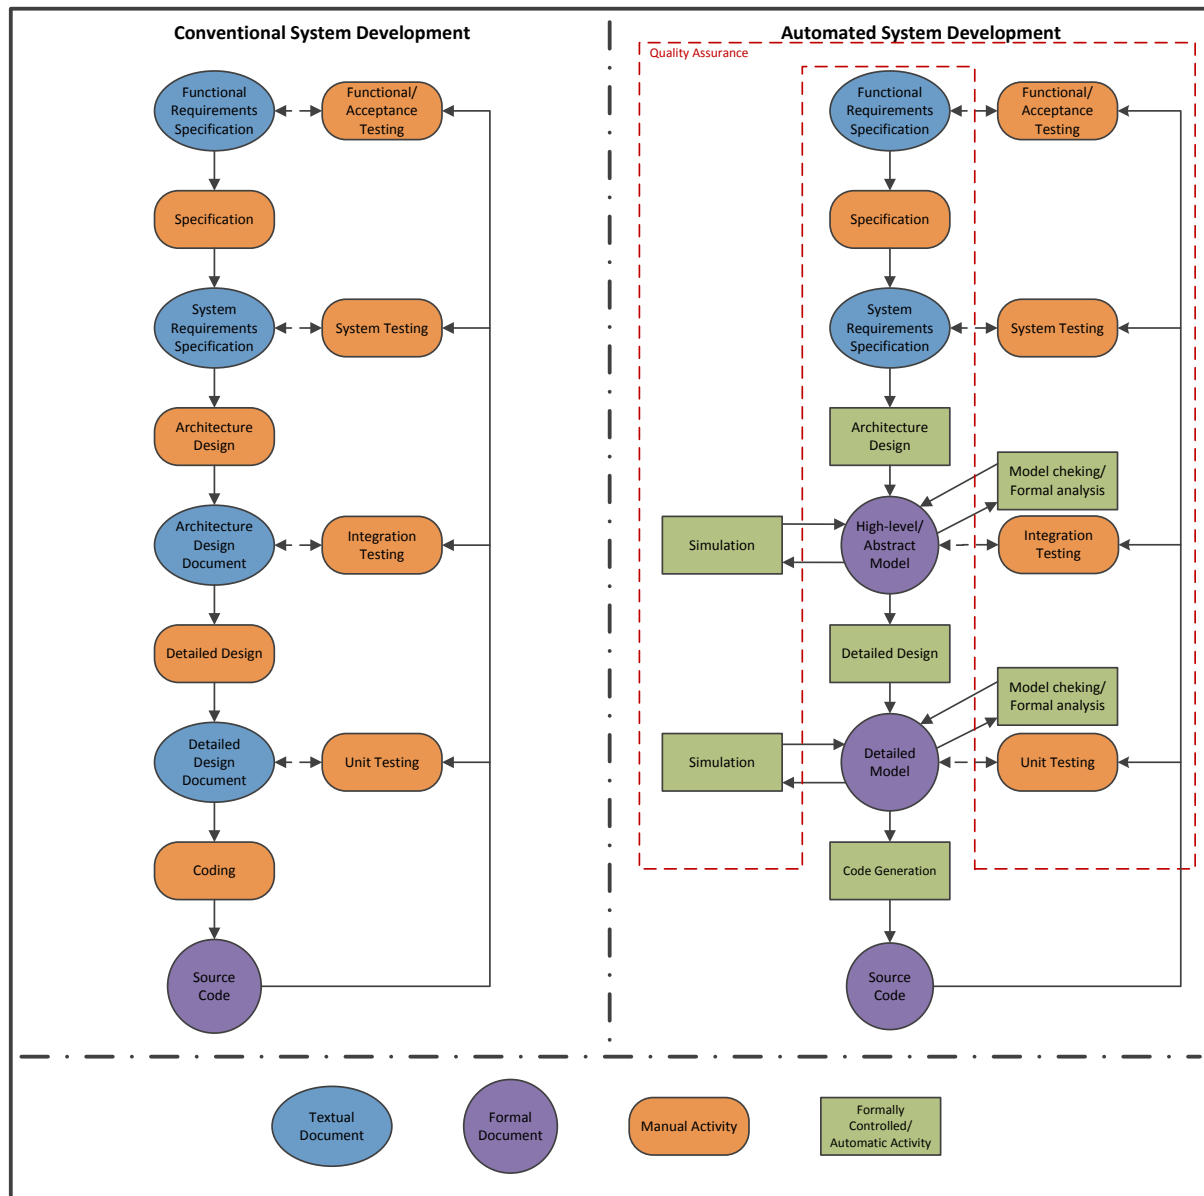 Conventional System Development
Functional
Requirements
Specification
Functional/
Acceptance
Testing
Specification
System
Requirements
Specification
System Testing
Architecture
Design
Architecture
Design
Document
Integration
Testing
Detailed Design
Detailed
Design
Document
Unit Testing
Coding
Source
Code
Automated System Development
Quality Assurance
Functional
Requirements
Specification
Functional/
Acceptance
Testing
Specification
System
Requirements
Specification
System Testing
Architecture
Design
Model cheking/
Formal analysis
Simulation
High-level/
Abstract
Model
Integration
Testing
Detailed Design
Model cheking/
Formal analysis
Simulation
Detailed
Model
Unit Testing
Code Generation
Source
Code
Textual
Document
Formal
Document
Manual Activity
Formally
Controlled/
Automatic Activity